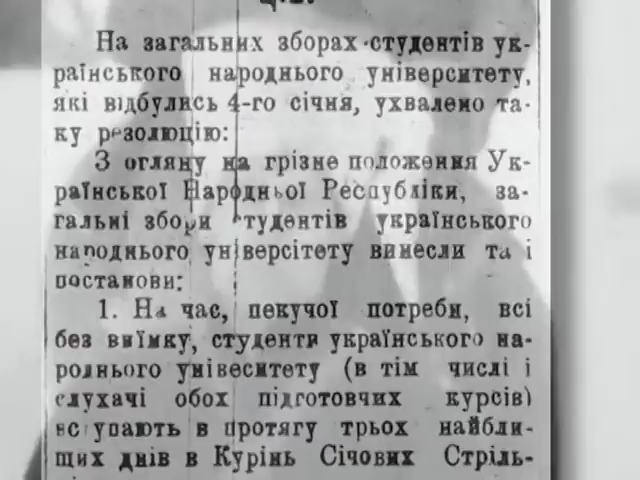 На загальних зборах студентів ук-
раїнського народнього університету,
які відбулись 4-го січня, ухвалено та-
ку резолюцію:
З огляну на грізне положення Ук-
раїнської Народньої Республіки, за-
гальні збори студентів українського
народнього унїверсітету винесли та і
постанови:
1. На час, пекучої потреби, всі
без виїмку, студенти українського на-
роднього унівеситету (в тім числі і
слухачі обох підготовчих курсів)
вступають в протягу трьох найбли-
щих днів в Курінь Січових Стріль-